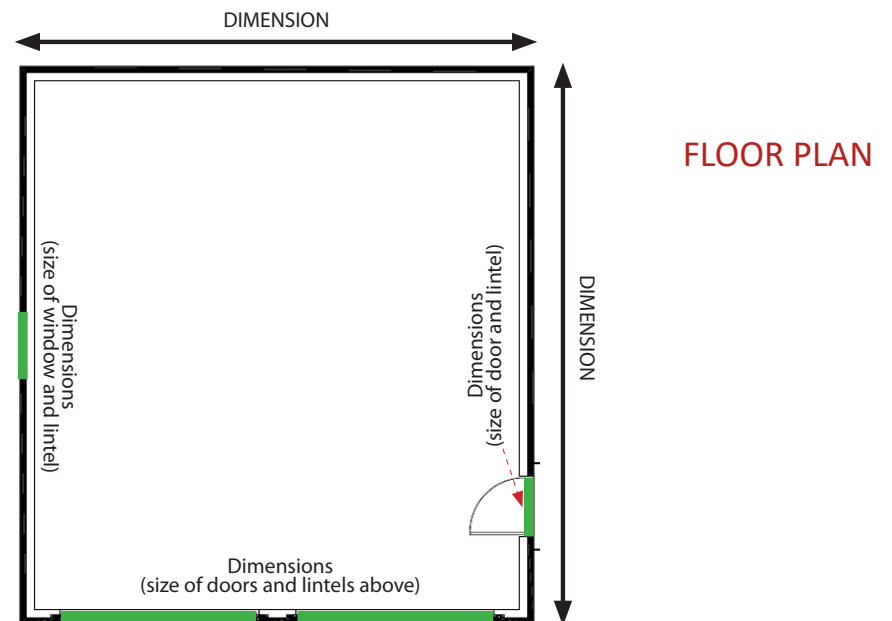 DIMENSION
FLOOR PLAN
Dimensions
(size of window and lintel)
Dimensions
(size of door and lintel)
DIMENSION
Dimensions
(size of doors and lintels above)